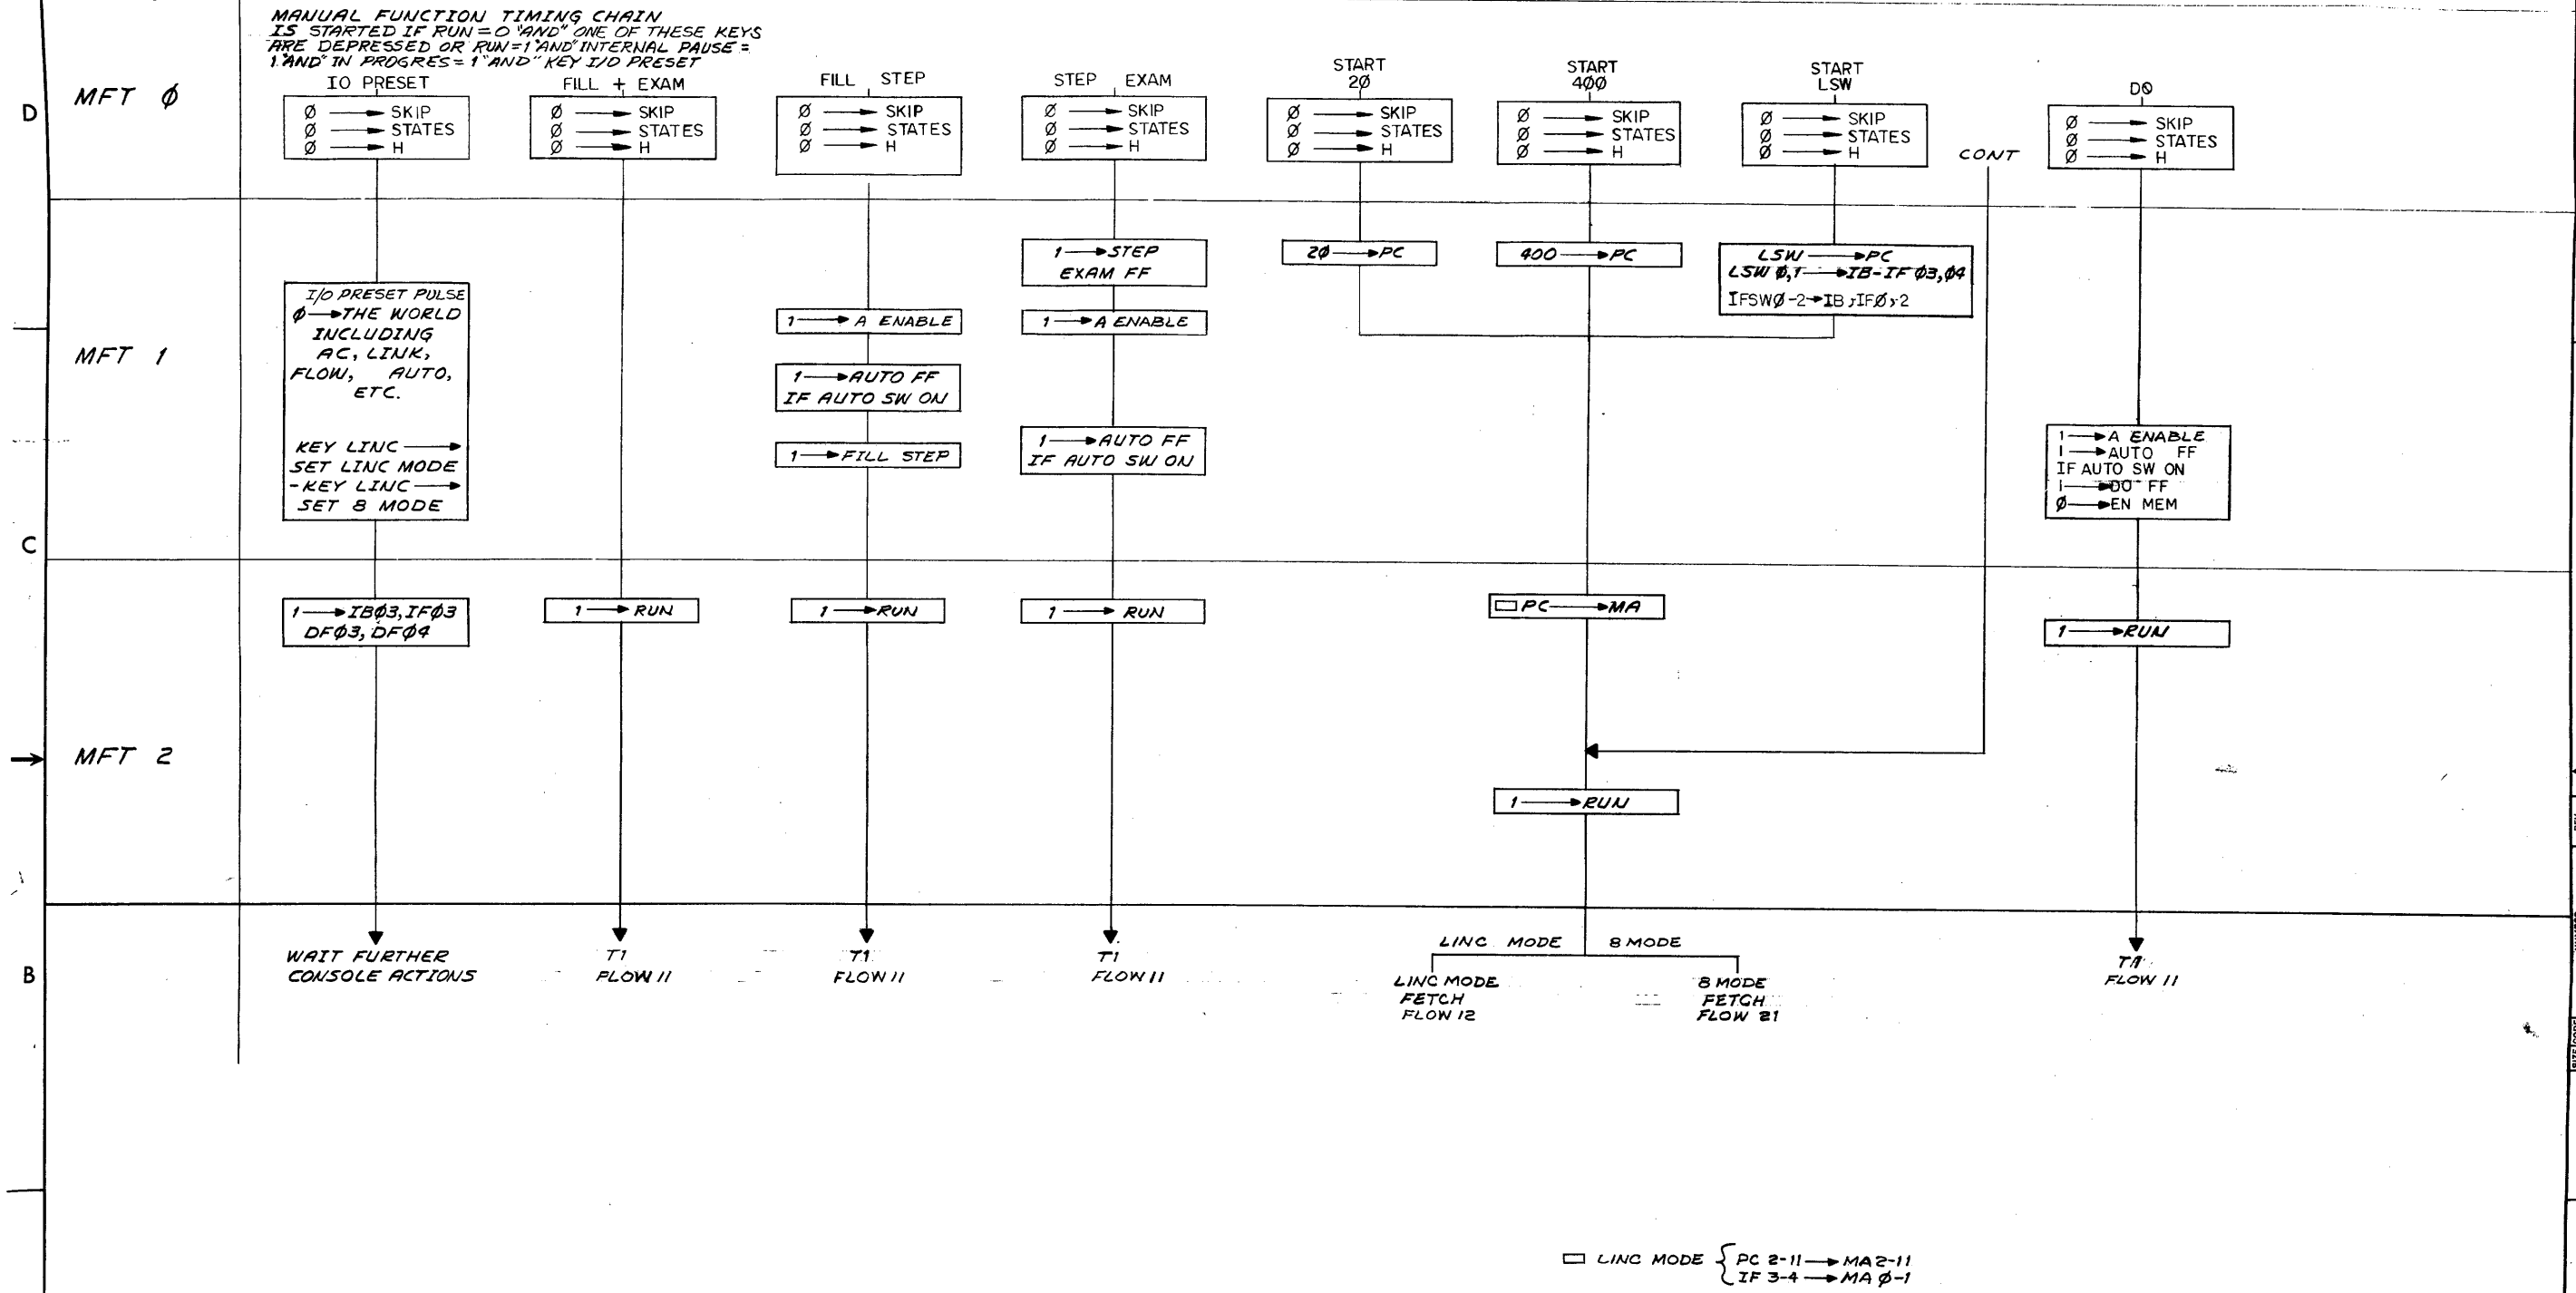 MANUAL FUNCTION TIMING CHAIN
IS STARTED IF RUN=0 "AND" ONE OF THESE KEYS
ARE DEPRESSED OR RUN=1 "AND" INTERNAL PAUSE =
1 "AND" IN PROGRES = 1 "AND" KEY I/O PRESET
D
MFT Ø
IO PRESET
Ø → SKIP
Ø → STATES
Ø → H
FILL + EXAM
Ø → SKIP
Ø → STATES
Ø → H
FILL STEP
Ø → SKIP
Ø → STATES
Ø → H
STEP EXAM
Ø → SKIP
Ø → STATES
Ø → H
START
2Ø
Ø → SKIP
Ø → STATES
Ø → H
START
4ØØ
Ø → SKIP
Ø → STATES
Ø → H
START
LSW
Ø → SKIP
Ø → STATES
Ø → H
CONT
DØ
Ø → SKIP
Ø → STATES
Ø → H
MFT 1
I/O PRESET PULSE
Ø → THE WORLD
INCLUDING
AC, LINK,
FLOW, AUTO,
ETC.
KEY LINC →
SET LINC MODE
-KEY LINC →
SET 8 MODE
1 → A ENABLE
1 → AUTO FF
IF AUTO SW ON
1 → FILL STEP
1 → STEP
EXAM FF
1 → A ENABLE
1 → AUTO FF
IF AUTO SW ON
2Ø → PC
400 → PC
LSW → PC
LSW Ø,1 → IB-IF Ø3,Ø4
IFSWØ-2→IB,IFØ,-2
1 → A ENABLE
1 → AUTO FF
IF AUTO SW ON
1 → DO FF
Ø → EN MEM
C
MFT 2
1 → IBØ3,IFØ3
DFØ3, DFØ4
1 → RUN
1 → RUN
1 → RUN
PC → MA
1 → RUN
1 → RUN
B
WAIT FURTHER
CONSOLE ACTIONS
T1
FLOW 11
T1
FLOW 11
T1
FLOW 11
LINC MODE 8 MODE
LINC MODE
FETCH
FLOW 12
8 MODE
FETCH
FLOW 21
T1
FLOW 11
LINC MODE { PC 2-11 → MA 2-11
IF 3-4 → MA Ø-1